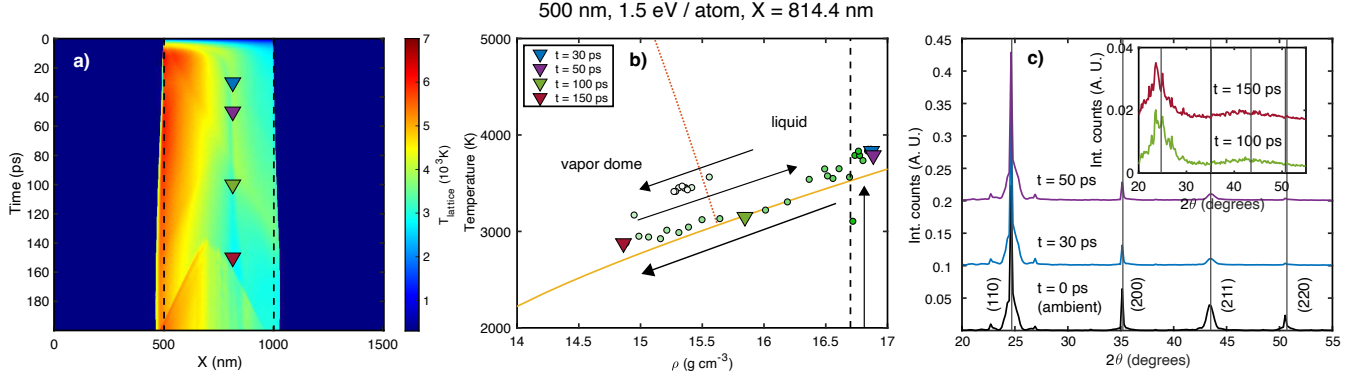 500 nm, 1.5 eV / atom, X = 814.4 nm
a)
0
20
40
60
80
100
120
140
160
180
Time (ps)
0
500
1000
1500
X (nm)
7
6
5
4
3
2
1
T_lattice (10³K)
b)
t = 30 ps
t = 50 ps
t = 100 ps
t = 150 ps
vapor dome
liquid
5000
4000
3000
2000
Temperature (K)
14
14.5
15
15.5
16
16.5
17
ρ (g cm⁻³)
c)
0.45
0.4
0.35
0.3
0.25
0.2
0.15
0.1
0.05
Int. counts (A. U.)
t = 50 ps
t = 30 ps
t = 0 ps
(ambient)
(110)
(200)
(211)
(220)
20
25
30
35
40
45
50
55
2θ (degrees)
0.04
0.02
0
Int. counts (A. U.)
t = 150 ps
t = 100 ps
20
30
40
50
2θ (degrees)